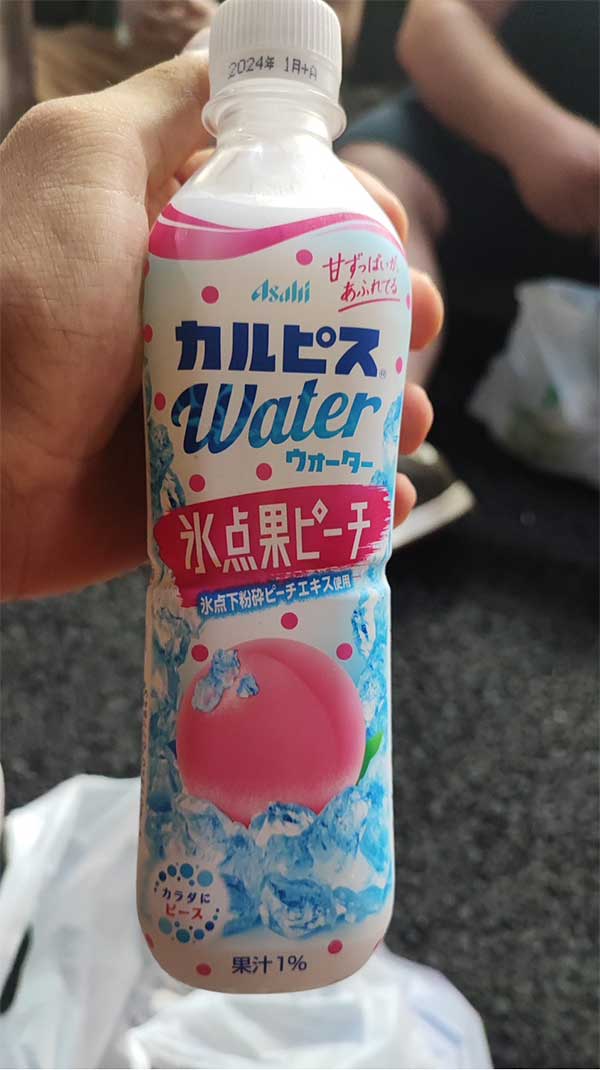 2024年 1月+A
甘ずっぱいが、
あふれてる
Asahi
カルピス®
Water
ウォーター
氷点果ピーチ
氷点下粉砕ピーチエキス使用
カラダに
ピース
果汁1%